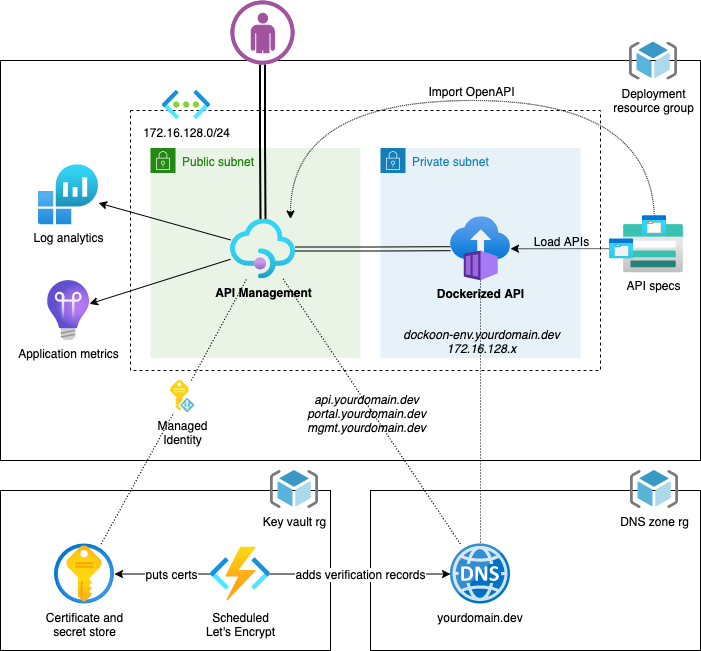 Deployment
resource group
Import OpenAPI
172.16.128.0/24
Public subnet
Private subnet
Log analytics
Load APIs
API specs
API Management
Dockerized API
Application metrics
dockoon-env.yourdomain.dev
172.16.128.x
Managed
Identity
api.yourdomain.dev
portal.yourdomain.dev
mgmt.yourdomain.dev
Key vault rg
DNS zone rg
puts certs
adds verification records
DNS
Certificate and
secret store
Scheduled
Let's Encrypt
yourdomain.dev